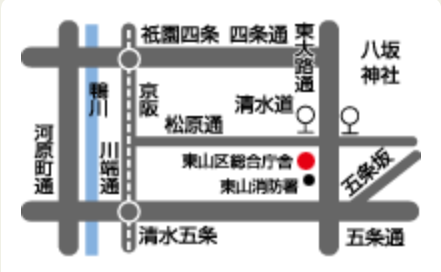 祇園四条 四条通
東大路通
八坂
神社
鴨川
京阪
清水道
松原通
河原町通
川端通
東山区総合庁舎
東山消防署
五条坂
清水五条
五条通